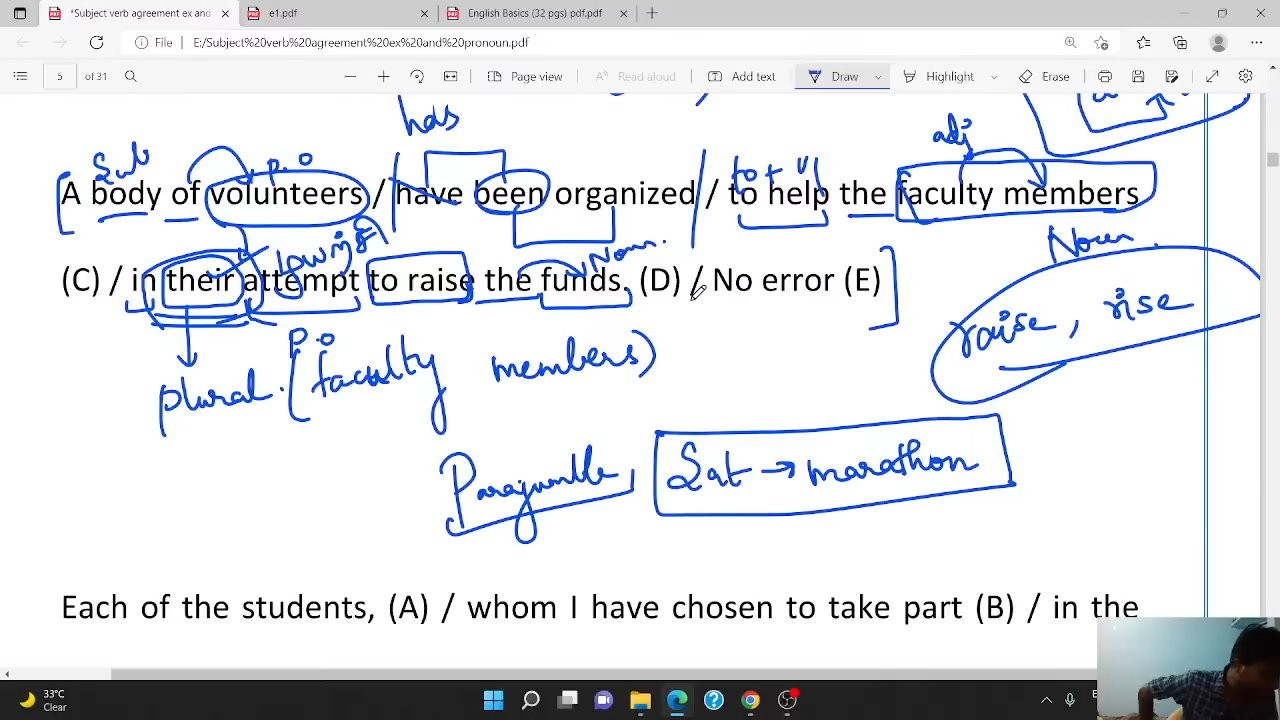 *Subject verb agreement ex and
e1.pdf
English Basics (32 pgs) pdf.pdf
File
E:/Subject%20verb%20agreement%20ex%20and%20pronoun.pdf
5 of 31
Page view
Read aloud
Add text
Draw
Highlight
Erase
has
Sub
p.o
to + v1
adj
A body of volunteers / have been organized / to help the faculty members
Noun
Noun.
(C) / in their attempt to raise the funds. (D) / No error (E)
raise, rise
p.o
plural. (faculty members)
Parajumble,
Sat → marathon
Each of the students, (A) / whom I have chosen to take part (B) / in the
33°C
Clear